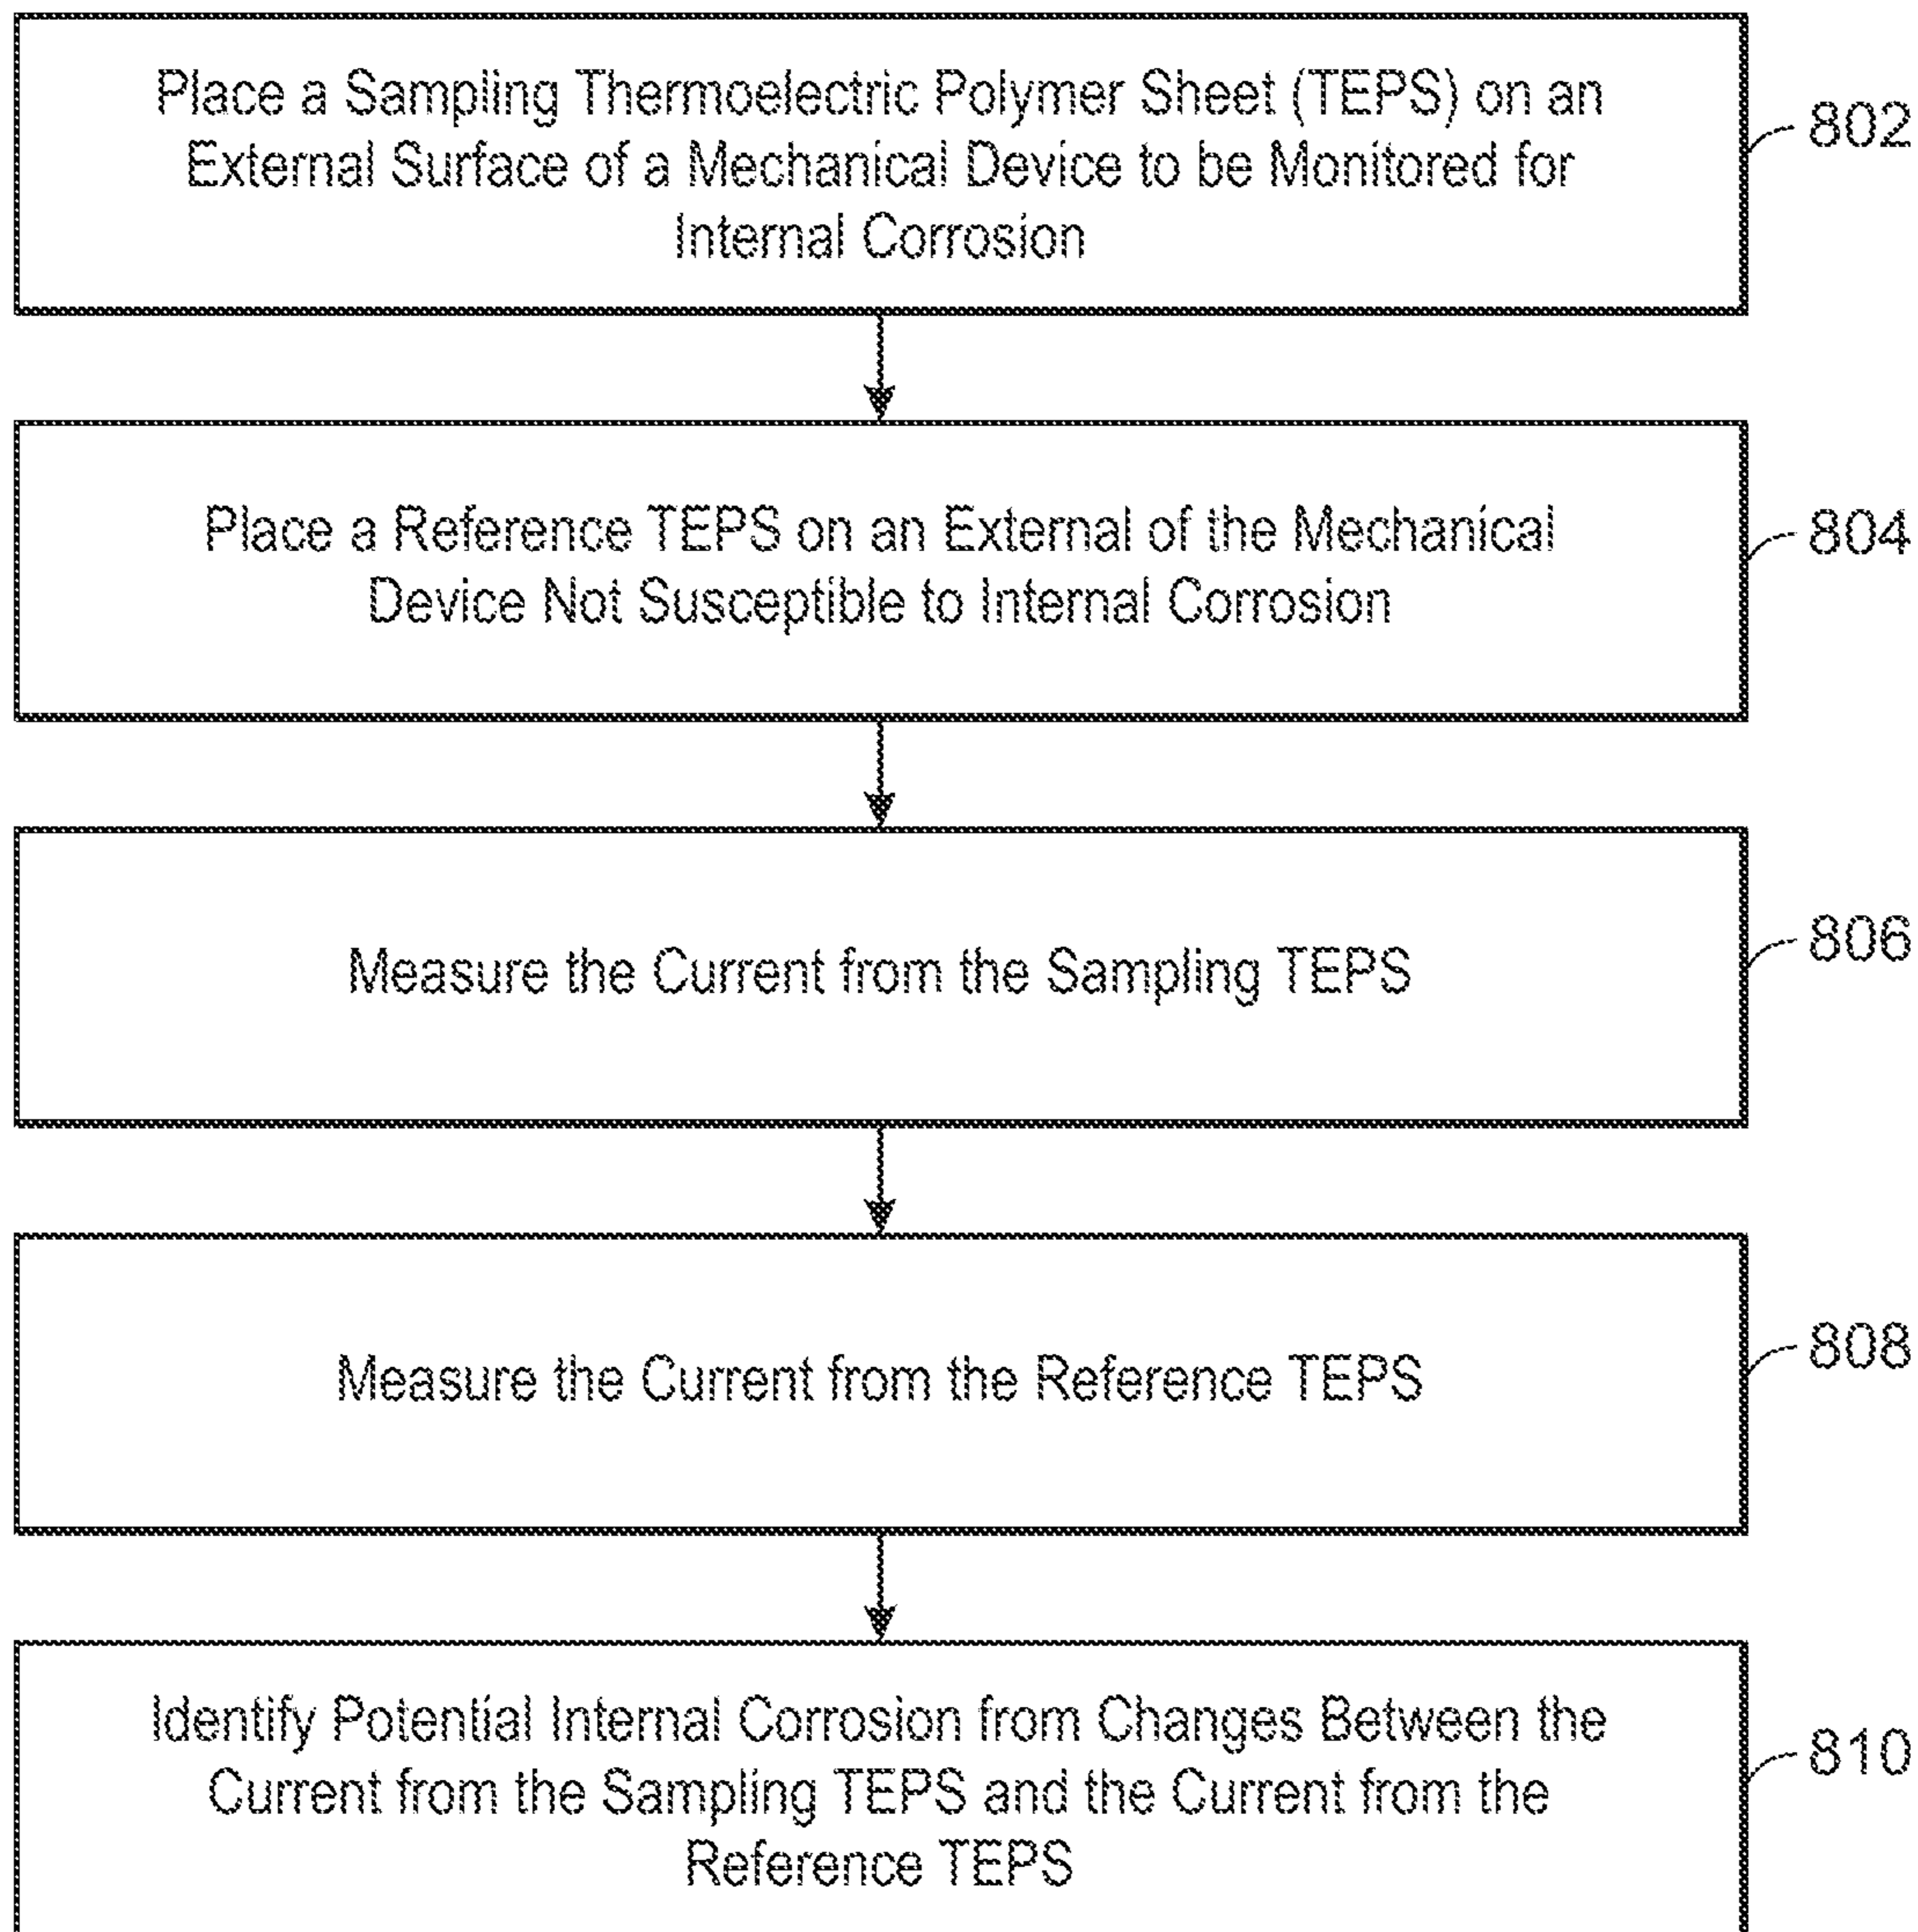 Place a Sampling Thermoelectric Polymer Sheet (TEPS) on an
External Surface of a Mechanical Device to be Monitored for
Internal Corrosion
802
Place a Reference TEPS on an External of the Mechanical
Device Not Susceptible to Internal Corrosion
804
Measure the Current from the Sampling TEPS
806
Measure the Current from the Reference TEPS
808
Identify Potential Internal Corrosion from Changes Between the
Current from the Sampling TEPS and the Current from the
Reference TEPS
810